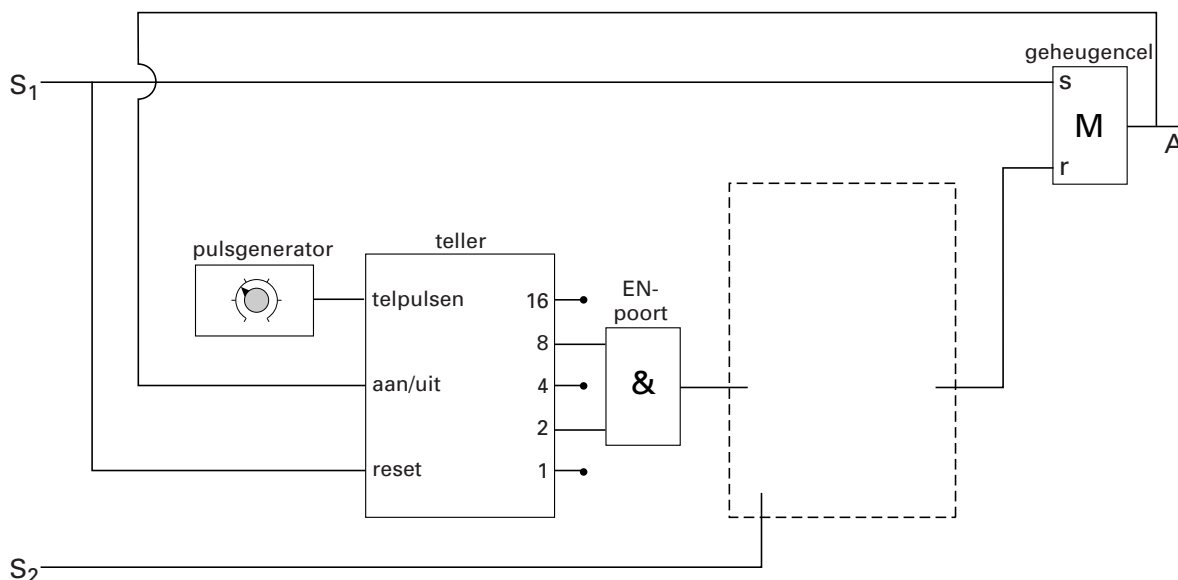 geheugencel
S1
s
M
A
r
teller
pulsgenerator
telpulsen
16
EN-
poort
8
aan/uit
4
&
2
reset
1
S2